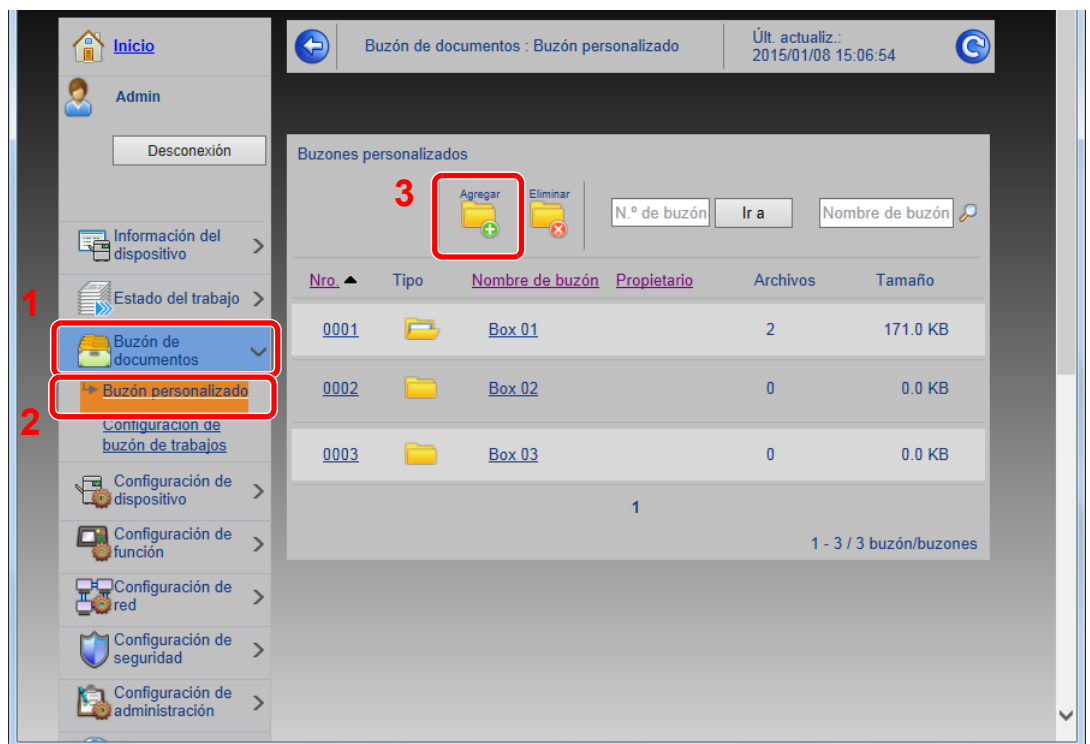 Inicio
Buzón de documentos : Buzón personalizado
Últ. actualiz.:
2015/01/08 15:06:54
Admin
Desconexión
Buzones personalizados
3
Agregar
Eliminar
N.º de buzón
Ir a
Nombre de buzón
Información del
dispositivo
Nro.
Tipo
Nombre de buzón
Propietario
Archivos
Tamaño
1
Estado del trabajo
0001
Box 01
2
171.0 KB
Buzón de
documentos
2
Buzón personalizado
0002
Box 02
0
0.0 KB
Configuración de
buzón de trabajos
0003
Box 03
0
0.0 KB
Configuración de
dispositivo
1
Configuración de
función
1 - 3 / 3 buzón/buzones
Configuración de
red
Configuración de
seguridad
Configuración de
administración